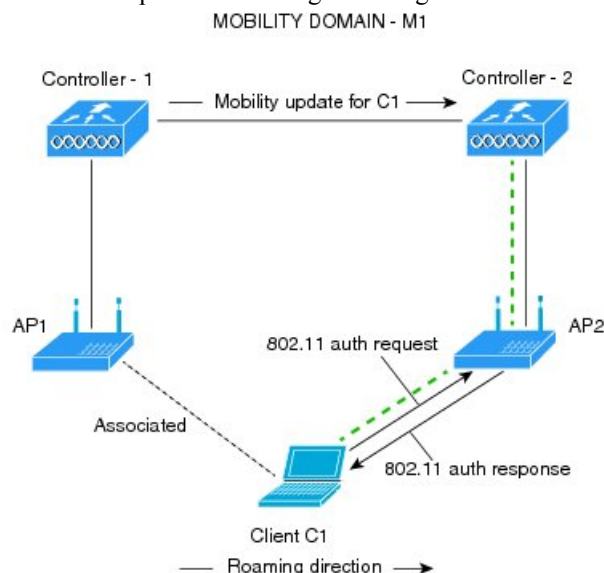 MOBILITY DOMAIN - M1
Controller - 1
Controller - 2
Mobility update for C1
AP1
AP2
802.11 auth request
Associated
802.11 auth response
Client C1
Roaming direction